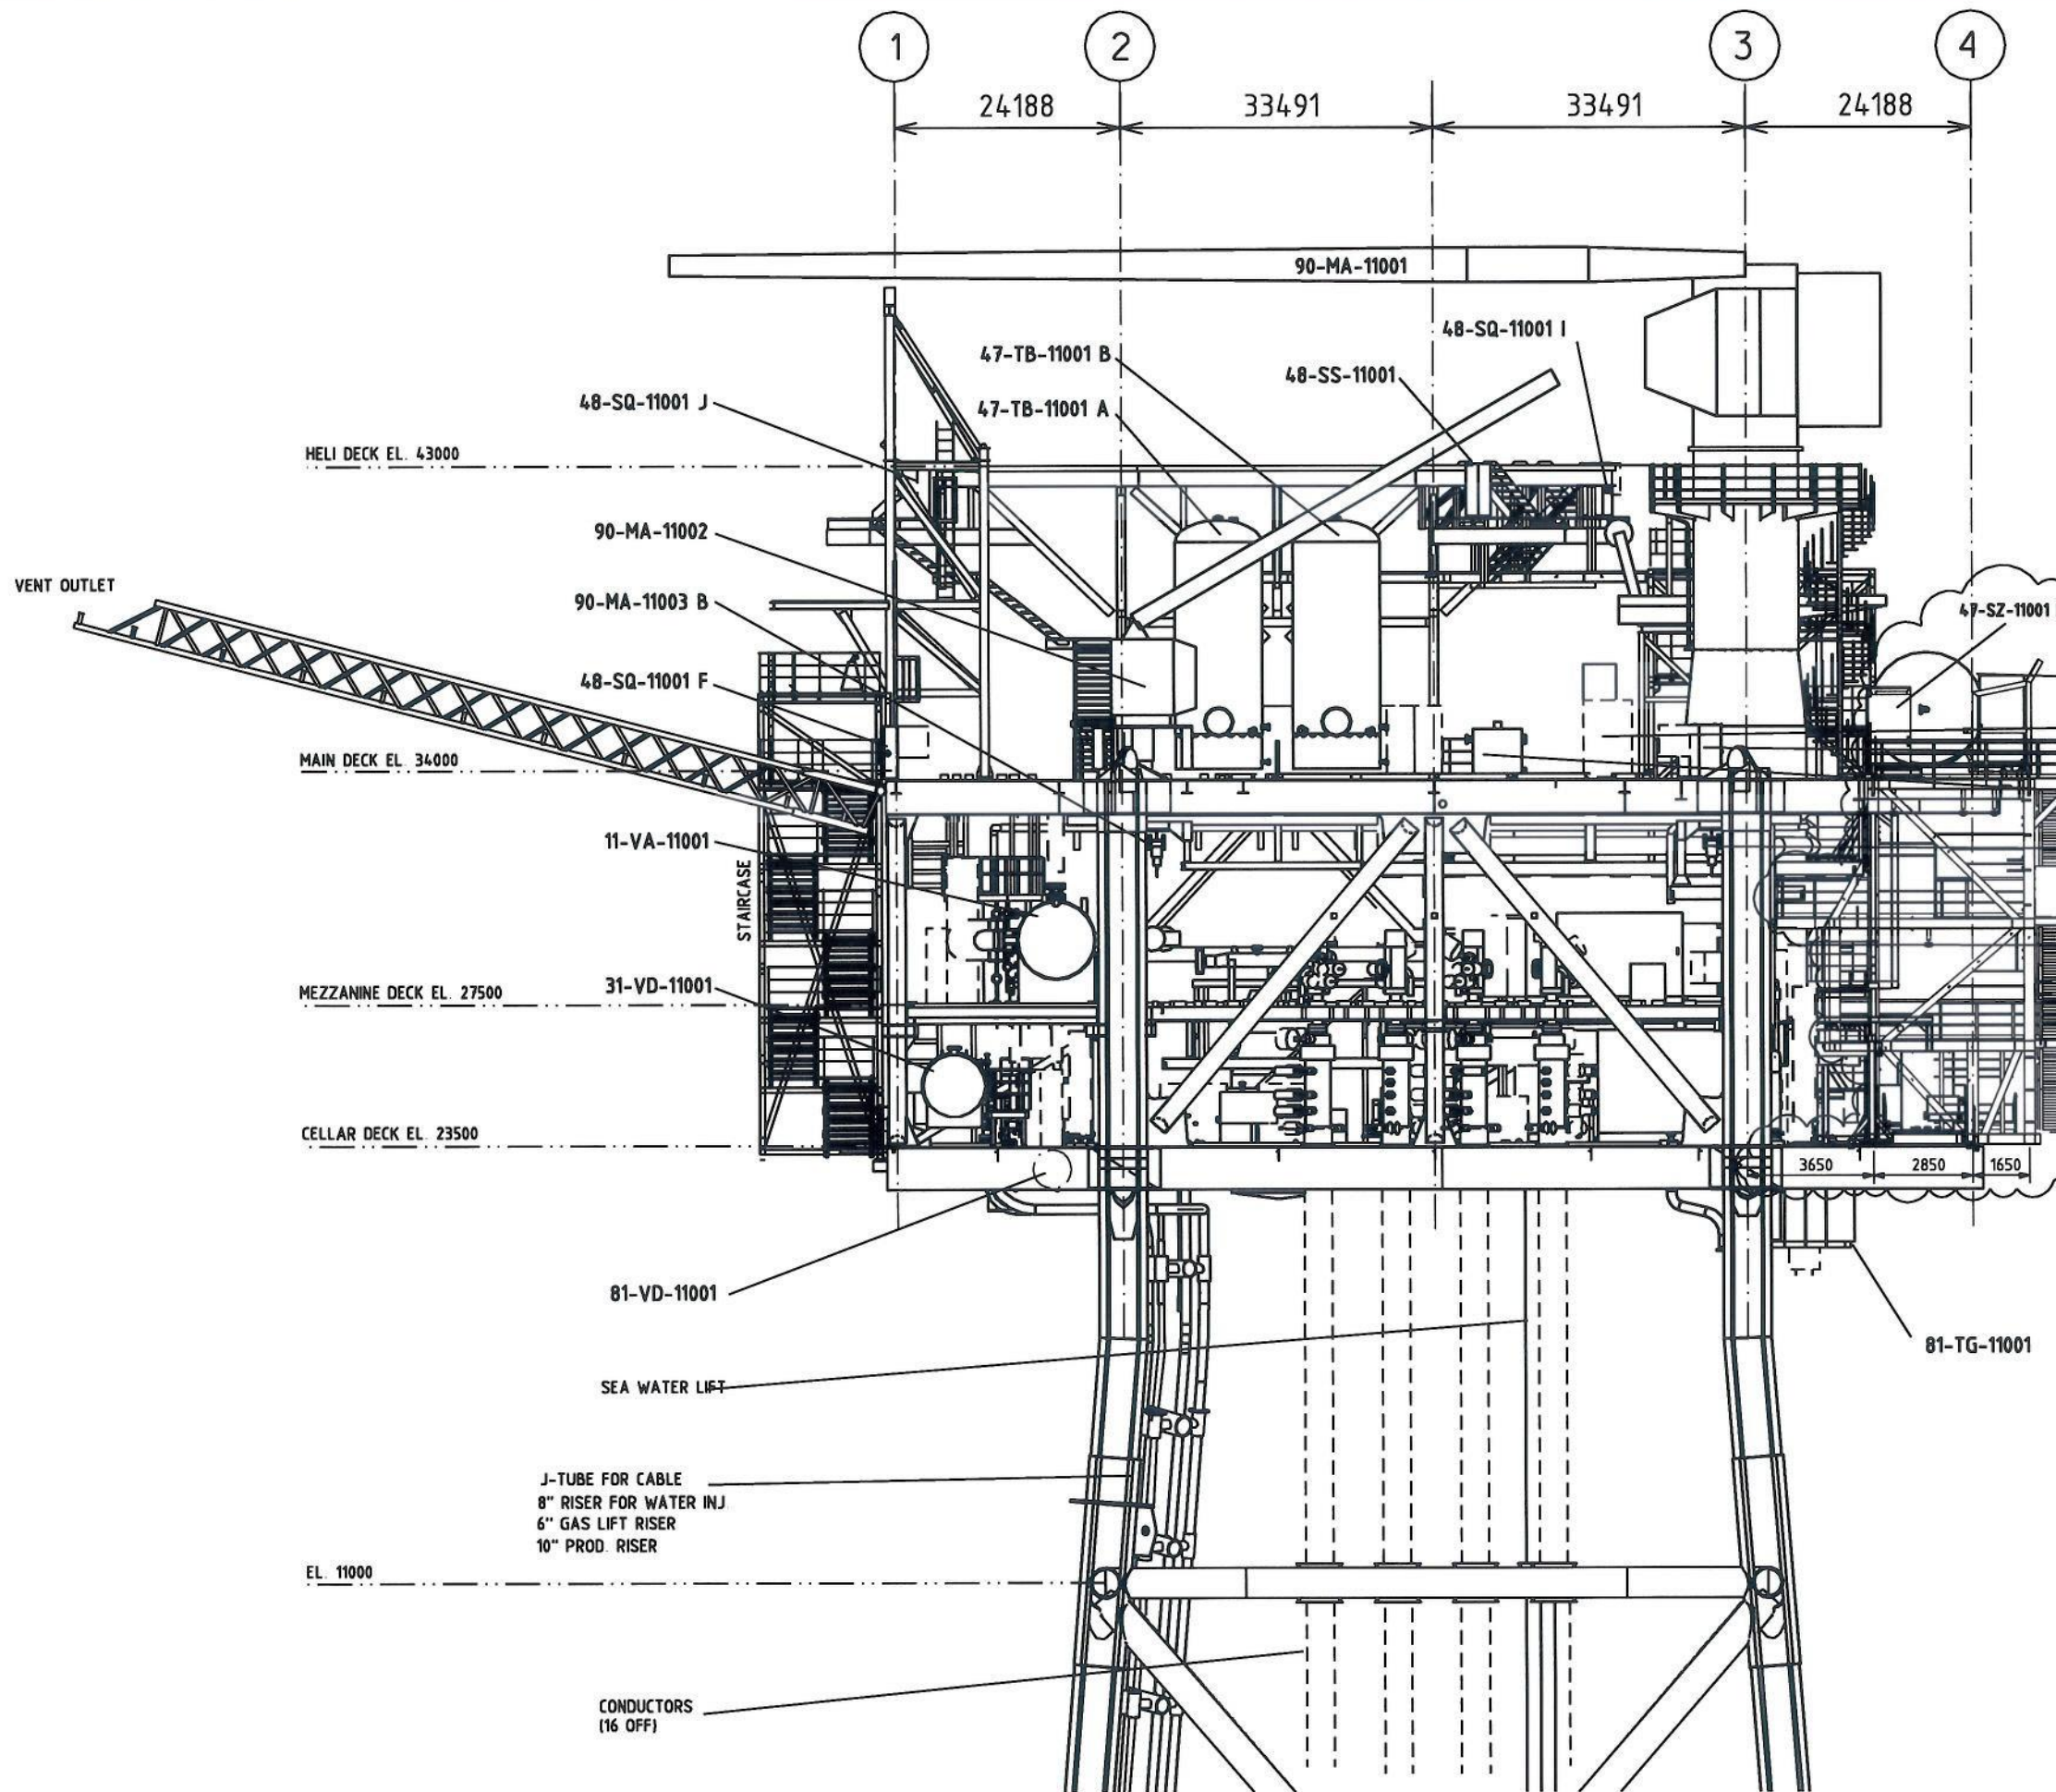 1
2
3
4
24188
33491
33491
24188
90-MA-11001
48-SQ-11001 I
47-TB-11001 B
48-SS-11001
48-SQ-11001 J
47-TB-11001 A
HELI DECK EL. 43000
90-MA-11002
VENT OUTLET
90-MA-11003 B
47-SZ-11001
48-SQ-11001 F
MAIN DECK EL. 34000
11-VA-11001
STAIRCASE
31-VD-11001
MEZZANINE DECK EL. 27500
CELLAR DECK EL. 23500
3650
2850
1650
81-VD-11001
81-TG-11001
SEA WATER LIFT
J-TUBE FOR CABLE
8" RISER FOR WATER INJ
6" GAS LIFT RISER
10" PROD. RISER
EL. 11000
CONDUCTORS
(16 OFF)